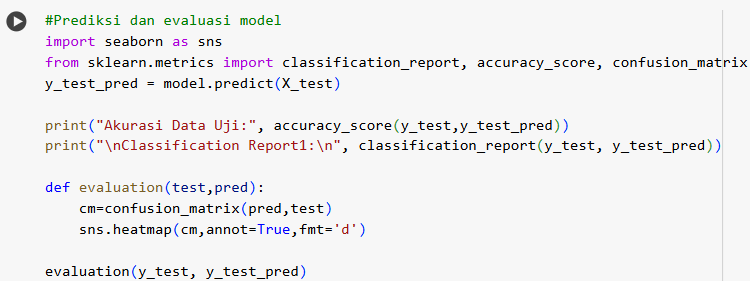 #Prediksi dan evaluasi model
import seaborn as sns
from sklearn.metrics import classification_report, accuracy_score, confusion_matrix
y_test_pred = model.predict(X_test)

print("Akurasi Data Uji:", accuracy_score(y_test,y_test_pred))
print("\nClassification Report1:\n", classification_report(y_test, y_test_pred))

def evaluation(test,pred):
    cm=confusion_matrix(pred,test)
    sns.heatmap(cm,annot=True,fmt='d')

evaluation(y_test, y_test_pred)